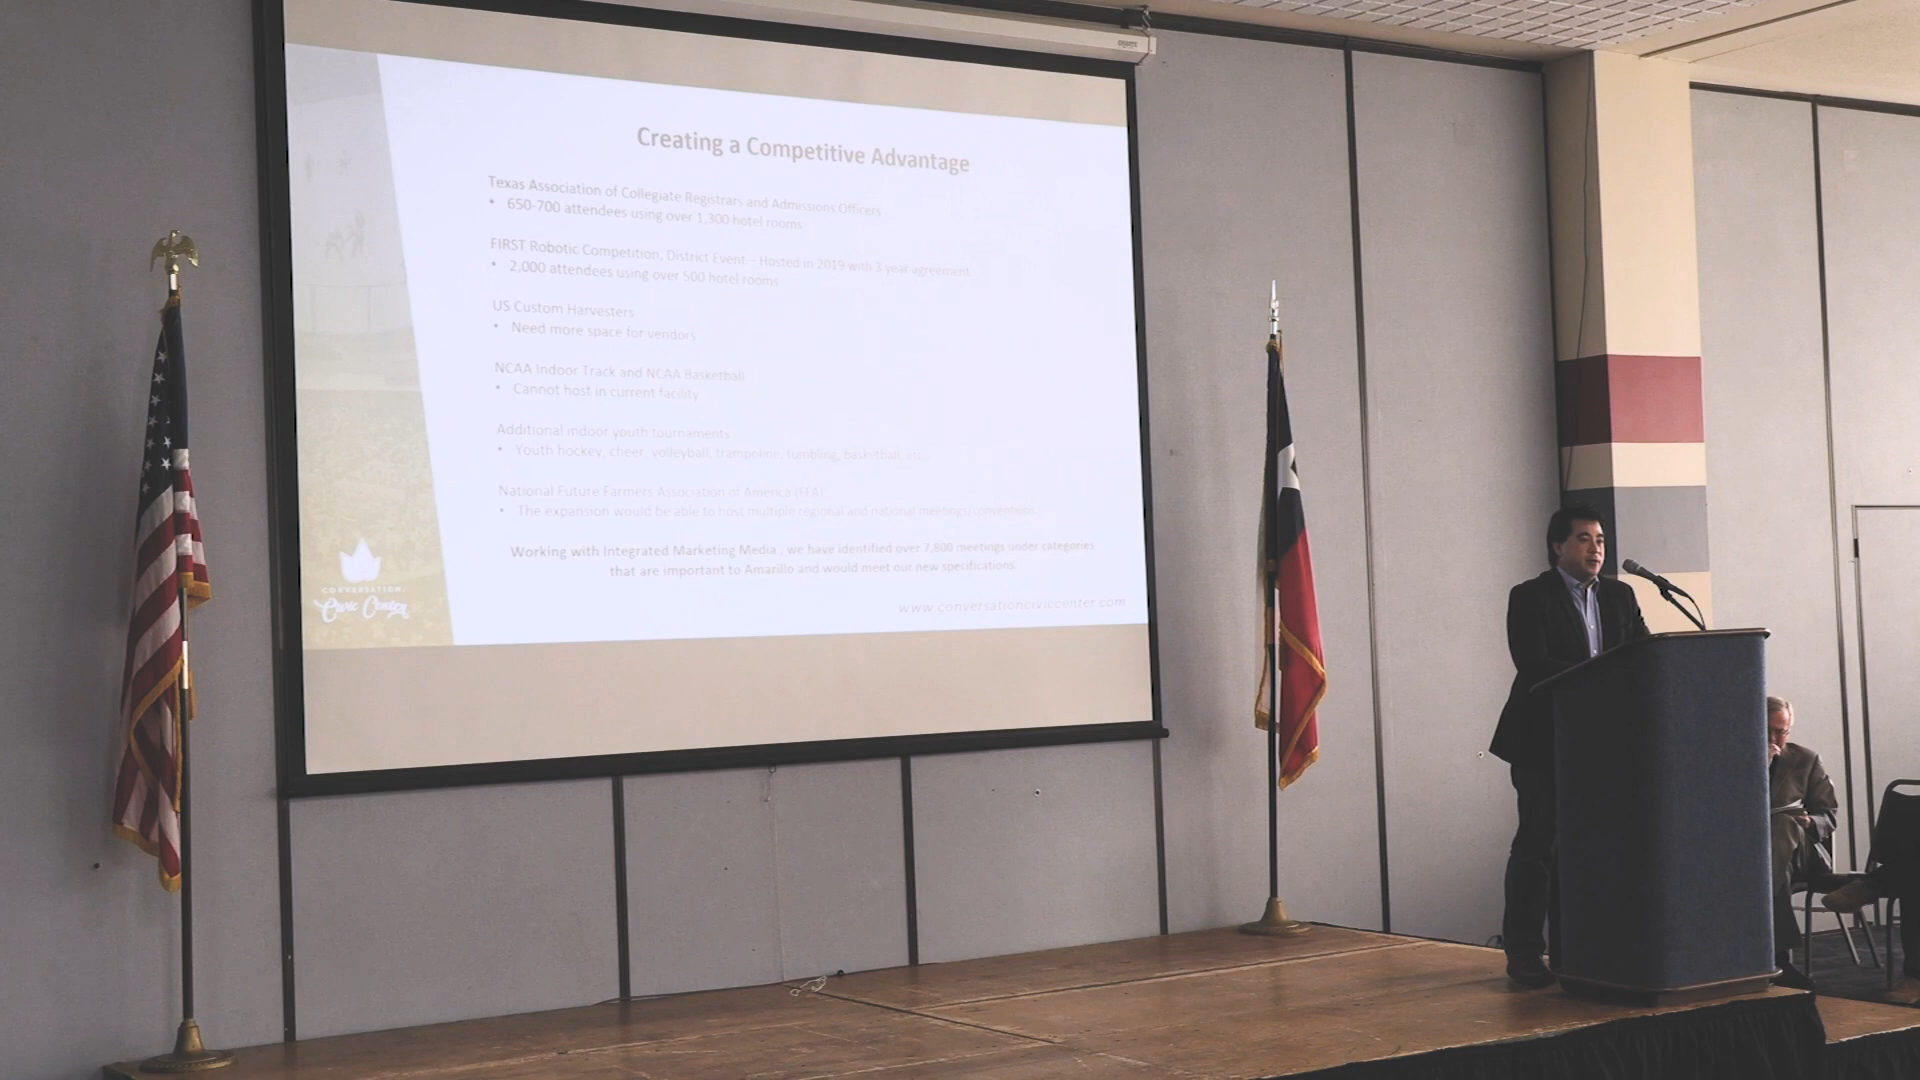 Creating a Competitive Advantage
Texas Association of Collegiate Registrars and Admissions Officers
• 650-700 attendees using over 1,300 hotel rooms
FIRST Robotic Competition, District Event - Hosted in 2019 with 3 year agreement
• 2,000 attendees using over 500 hotel rooms
US Custom Harvesters
• Need more space for vendors
NCAA Indoor Track and NCAA Basketball
• Cannot host in current facility
Additional indoor youth tournaments
• Youth hockey, cheer, volleyball, trampoline, tumbling, basketball, etc..
National Future Farmers Association of America (FFA)
• The expansion would be able to host multiple regional and national meetings/conventions.
Working with Integrated Marketing Media , we have identified over 7,800 meetings under categories
that are important to Amarillo and would meet our new specifications
CONVERSATION:
Civic Center
www.conversationciviccenter.com